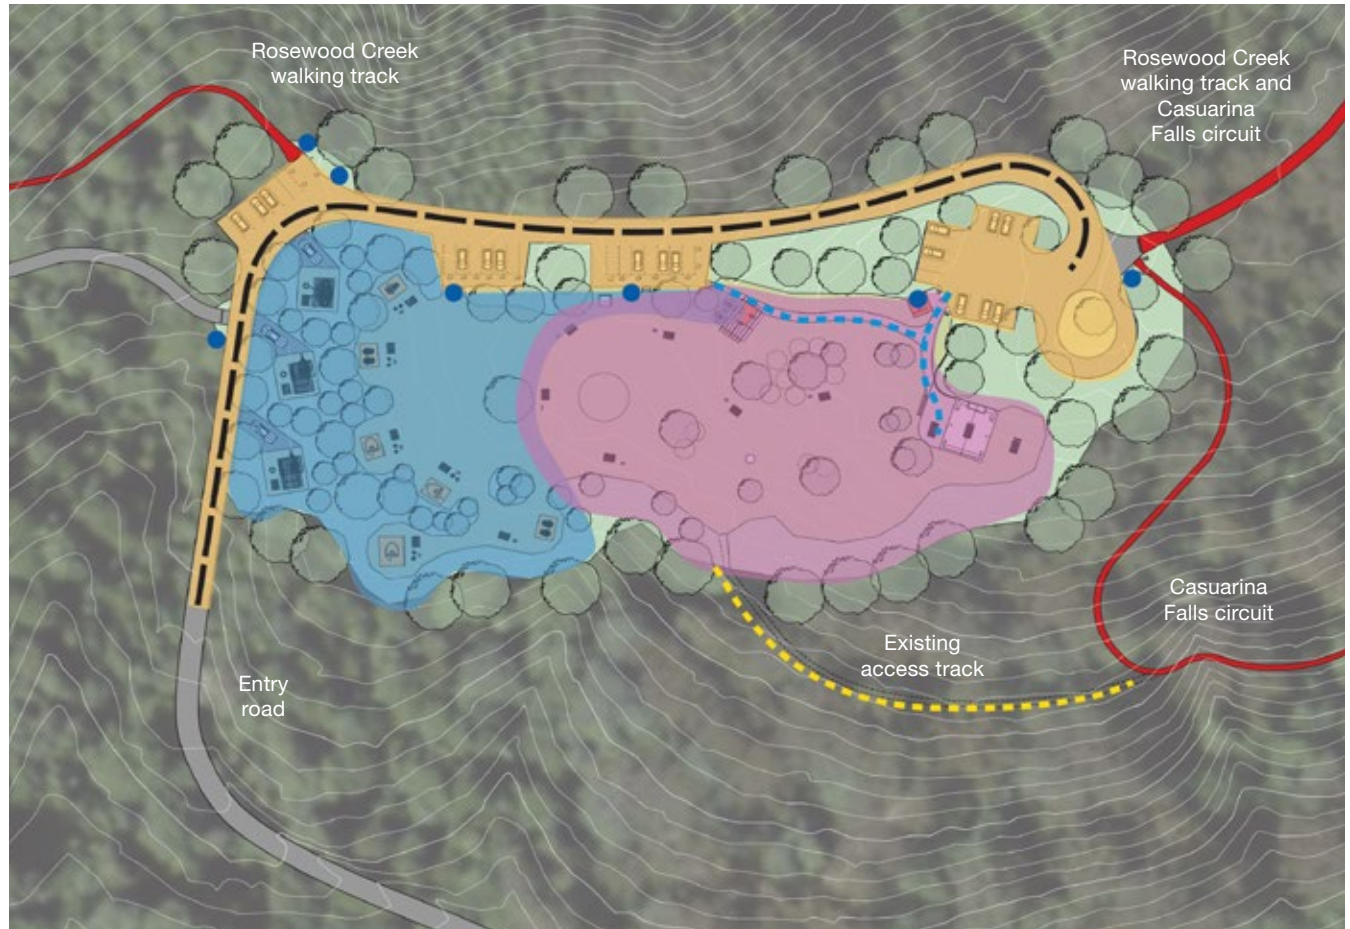 Rosewood Creek
walking track
Rosewood Creek
walking track and
Casuarina
Falls circuit
Casuarina
Falls circuit
Existing
access track
Entry
road